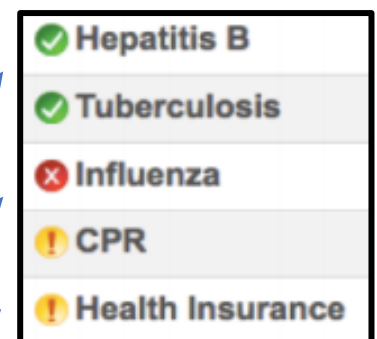 Hepatitis B
Tuberculosis
Influenza
CPR
Health Insurance